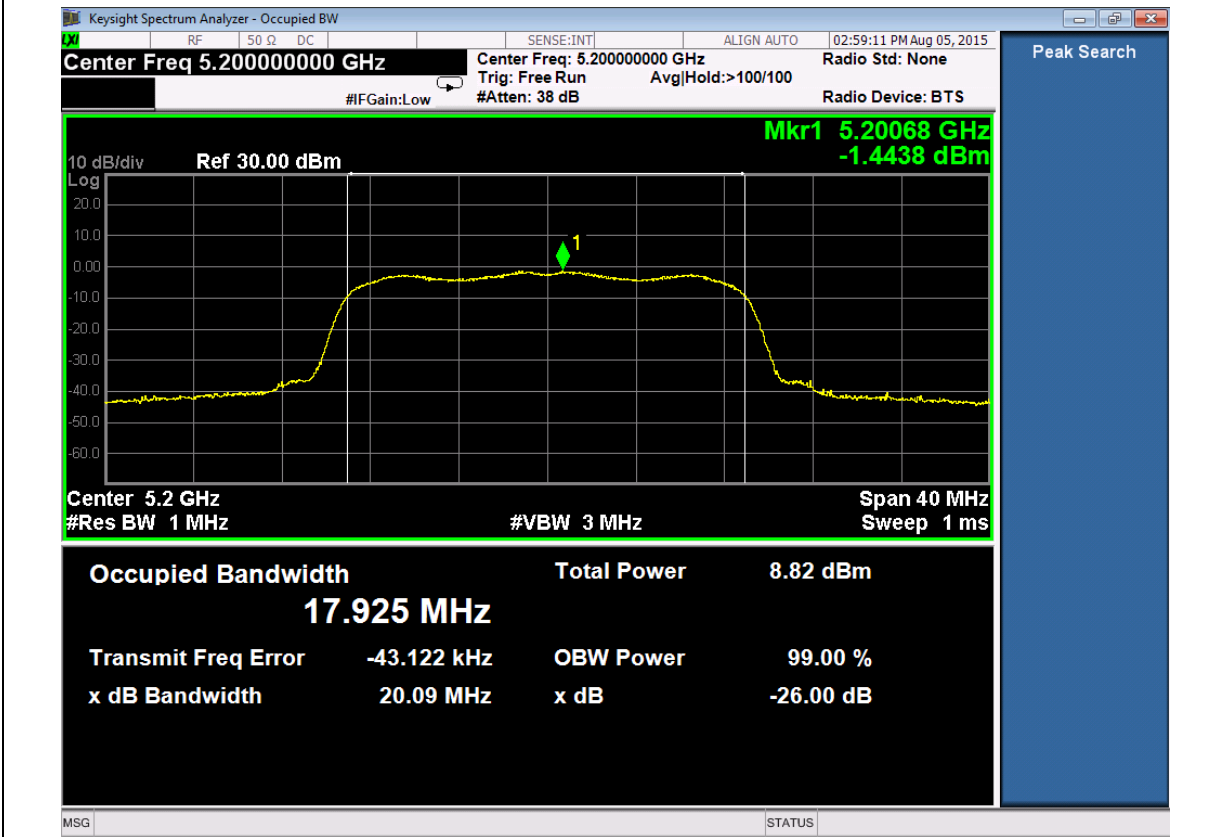 Keysight Spectrum Analyzer - Occupied BW
LXI RF 50 Ω DC SENSE:INT ALIGN AUTO 02:59:11 PM Aug 05, 2015
Center Freq 5.200000000 GHz
Center Freq: 5.200000000 GHz
Radio Std: None
Trig: Free Run Avg|Hold:>100/100
#IFGain:Low
#Atten: 38 dB
Radio Device: BTS
Peak Search
Mkr1 5.20068 GHz
-1.4438 dBm
10 dB/div Ref 30.00 dBm
Log
20.0
10.0
1
0.00
-10.0
-20.0
-30.0
-40.0
-50.0
-60.0
Center 5.2 GHz Span 40 MHz
#Res BW 1 MHz #VBW 3 MHz Sweep 1 ms
Occupied Bandwidth Total Power 8.82 dBm
17.925 MHz
Transmit Freq Error -43.122 kHz OBW Power 99.00 %
x dB Bandwidth 20.09 MHz x dB -26.00 dB
MSG STATUS